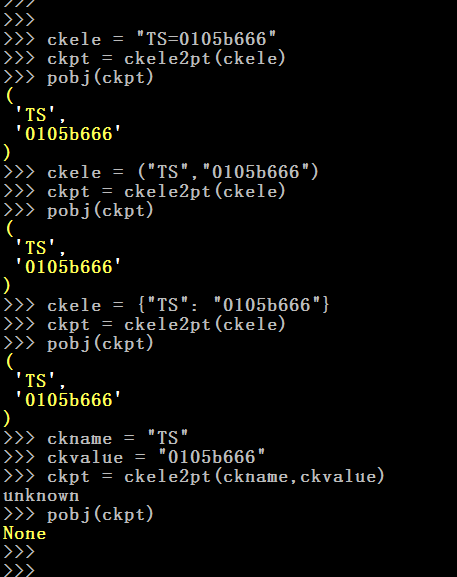 >>>
>>>
>>> ckele = "TS=0105b666"
>>> ckpt = ckele2pt(ckele)
>>> pobj(ckpt)
(
 'TS',
 '0105b666'
)
>>> ckele = ("TS","0105b666")
>>> ckpt = ckele2pt(ckele)
>>> pobj(ckpt)
(
 'TS',
 '0105b666'
)
>>> ckele = {"TS": "0105b666"}
>>> ckpt = ckele2pt(ckele)
>>> pobj(ckpt)
(
 'TS',
 '0105b666'
)
>>> ckname = "TS"
>>> ckvalue = "0105b666"
>>> ckpt = ckele2pt(ckname,ckvalue)
unknown
>>> pobj(ckpt)
None
>>>
>>>